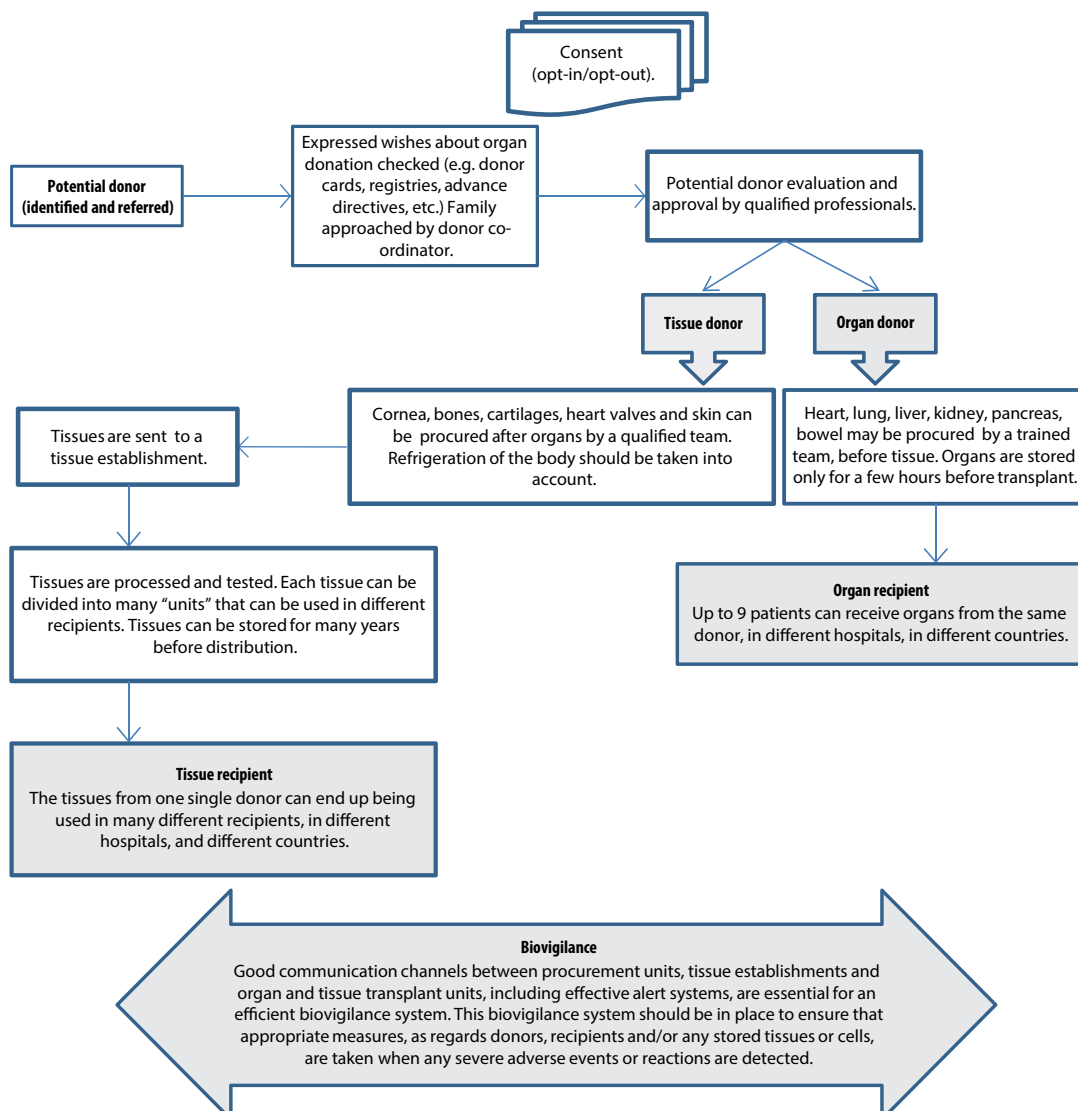 Consent
(opt-in/opt-out).
Potential donor
(identified and referred)
Expressed wishes about organ
donation checked (e.g. donor
cards, registries, advance
directives, etc.) Family
approached by donor co-
ordinator.
Potential donor evaluation and
approval by qualified professionals.
Tissue donor
Organ donor
Cornea, bones, cartilages, heart valves and skin can
be procured after organs by a qualified team.
Refrigeration of the body should be taken into
account.
Heart, lung, liver, kidney, pancreas,
bowel may be procured by a trained
team, before tissue. Organs are stored
only for a few hours before transplant.
Tissues are sent to a
tissue establishment.
Tissues are processed and tested. Each tissue can be
divided into many “units” that can be used in different
recipients. Tissues can be stored for many years
before distribution.
Organ recipient
Up to 9 patients can receive organs from the same
donor, in different hospitals, in different countries.
Tissue recipient
The tissues from one single donor can end up being
used in many different recipients, in different
hospitals, and different countries.
Biovigilance
Good communication channels between procurement units, tissue establishments and
organ and tissue transplant units, including effective alert systems, are essential for an
efficient biovigilance system. This biovigilance system should be in place to ensure that
appropriate measures, as regards donors, recipients and/or any stored tissues or cells,
are taken when any severe adverse events or reactions are detected.